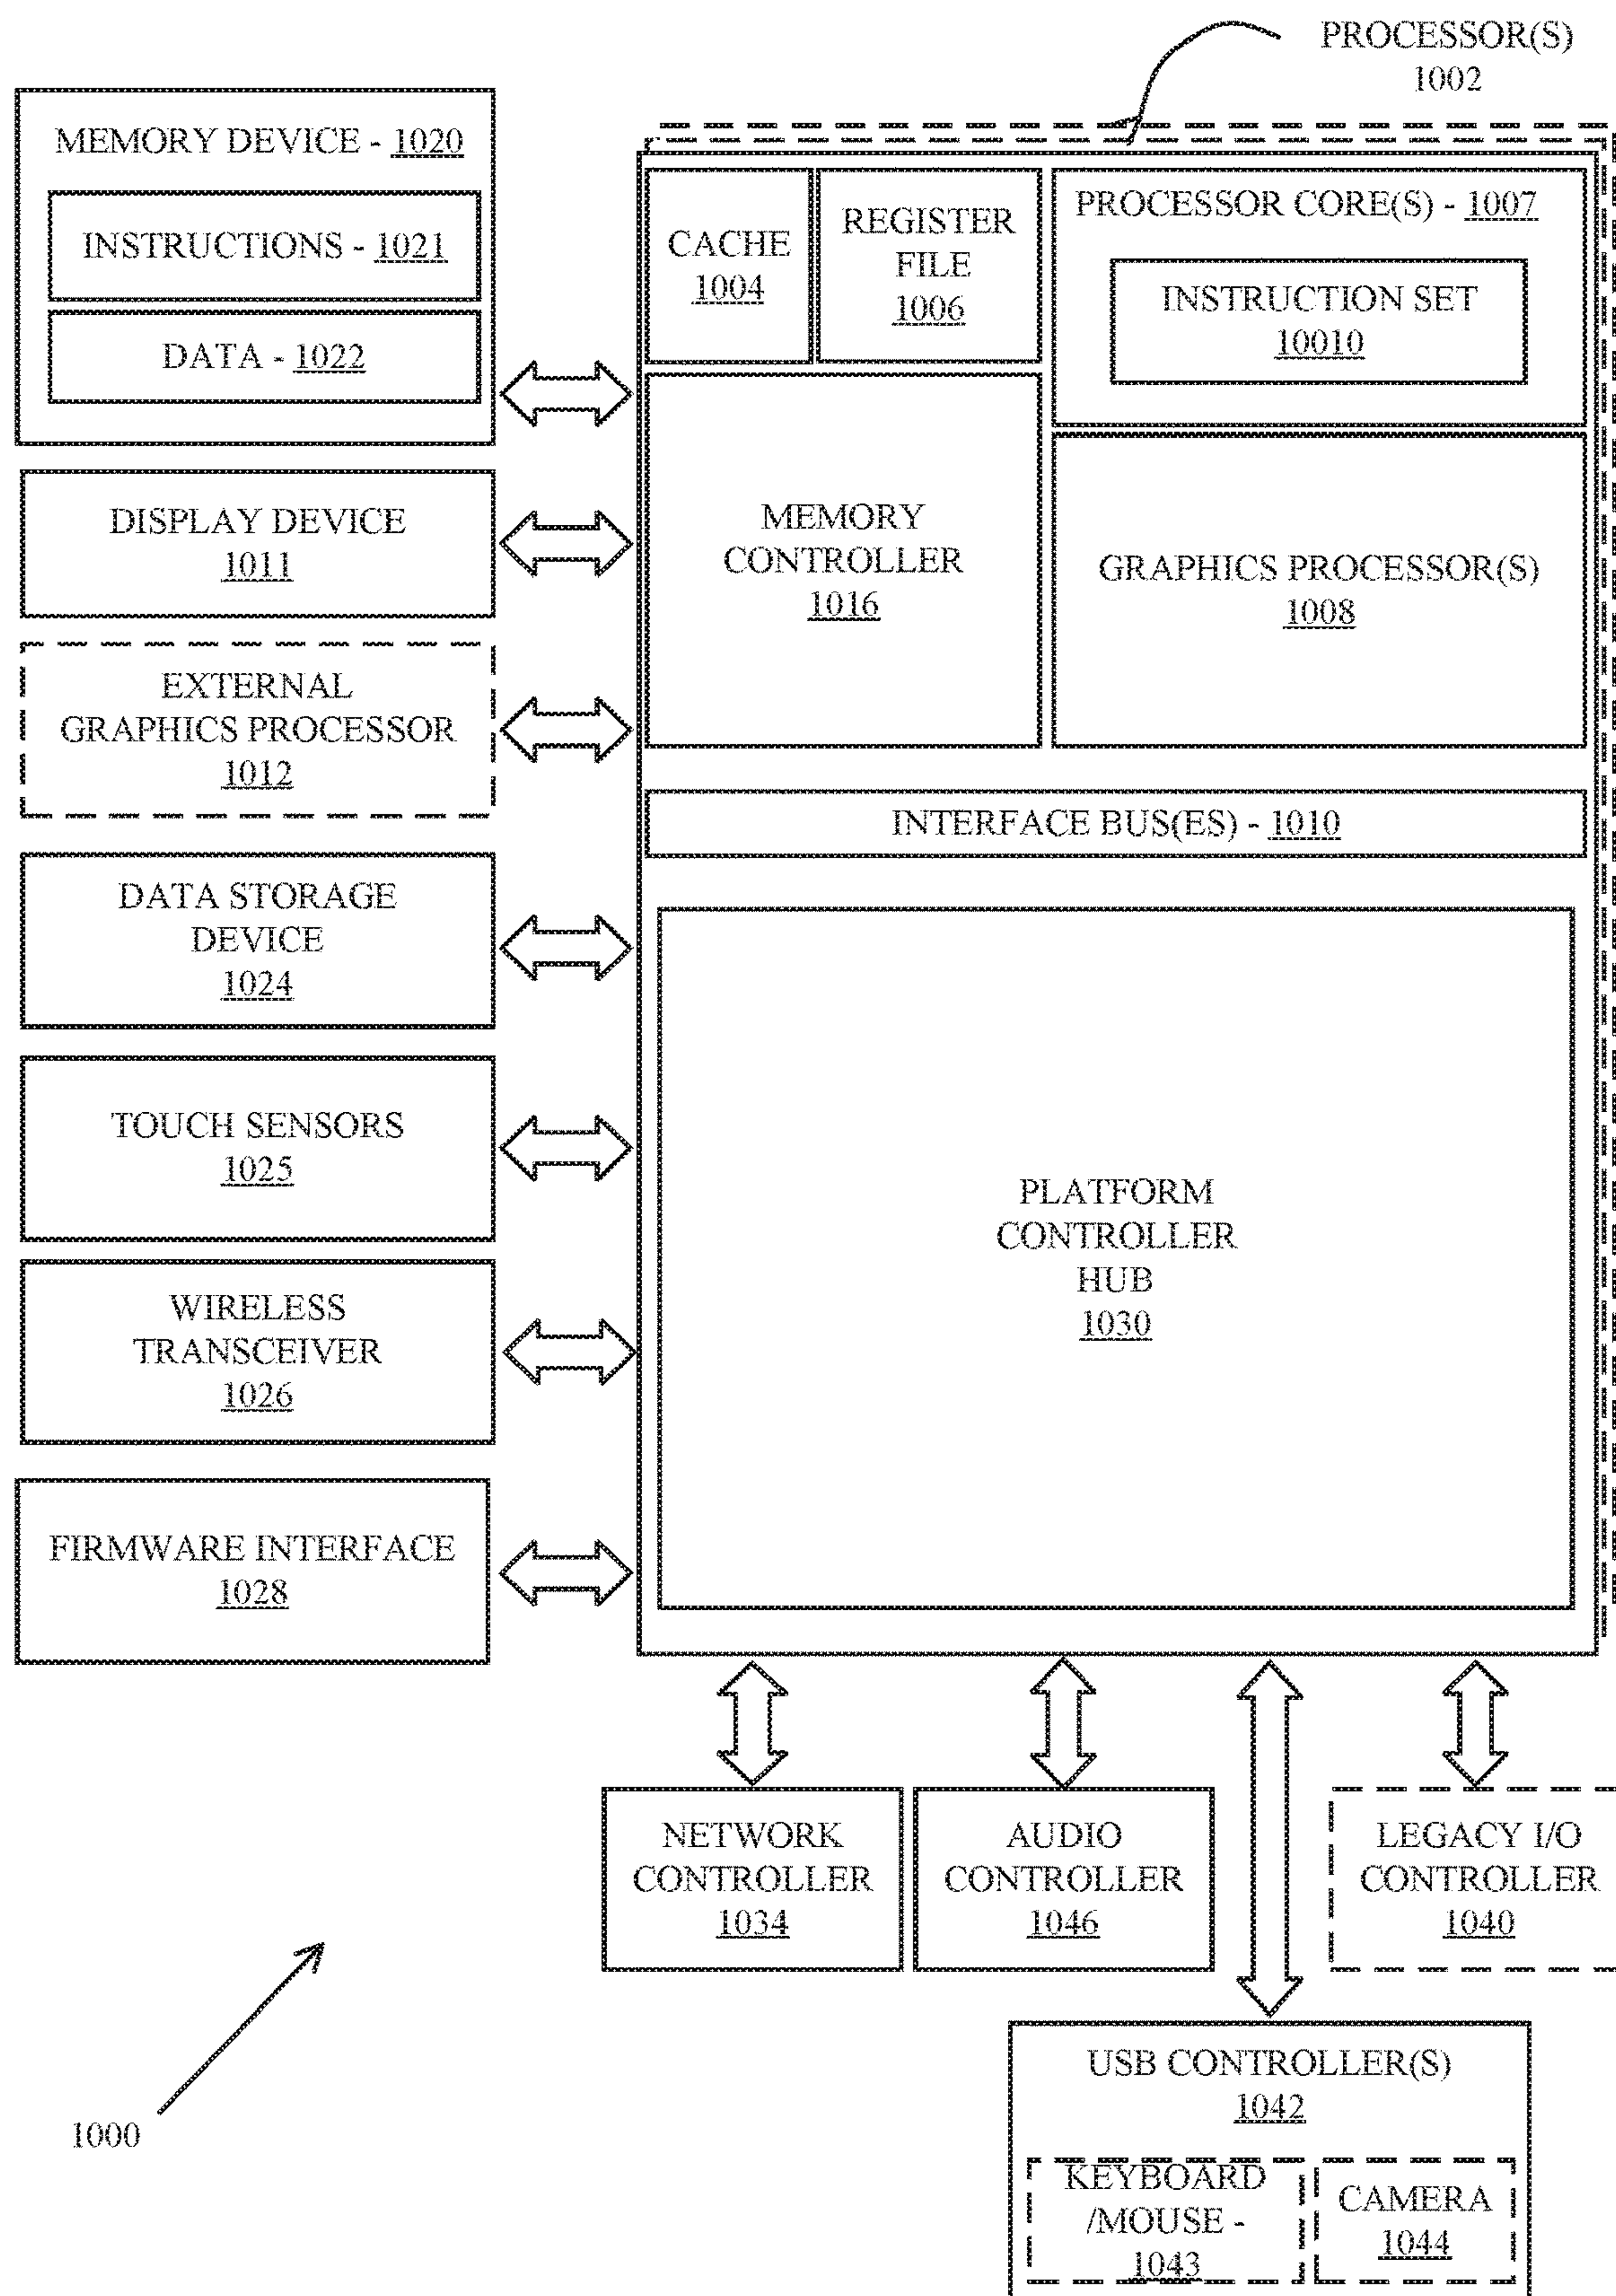 PROCESSOR(S)
1002
MEMORY DEVICE - 1020
INSTRUCTIONS - 1021
DATA - 1022
DISPLAY DEVICE
1011
EXTERNAL
GRAPHICS PROCESSOR
1012
DATA STORAGE
DEVICE
1024
TOUCH SENSORS
1025
WIRELESS
TRANSCEIVER
1026
FIRMWARE INTERFACE
1028
CACHE
1004
REGISTER
FILE
1006
PROCESSOR CORE(S) - 1007
INSTRUCTION SET
10010
MEMORY
CONTROLLER
1016
GRAPHICS PROCESSOR(S)
1008
INTERFACE BUS(ES) - 1010
PLATFORM
CONTROLLER
HUB
1030
NETWORK
CONTROLLER
1034
AUDIO
CONTROLLER
1046
LEGACY I/O
CONTROLLER
1040
USB CONTROLLER(S)
1042
KEYBOARD
/MOUSE -
1043
CAMERA
1044
1000